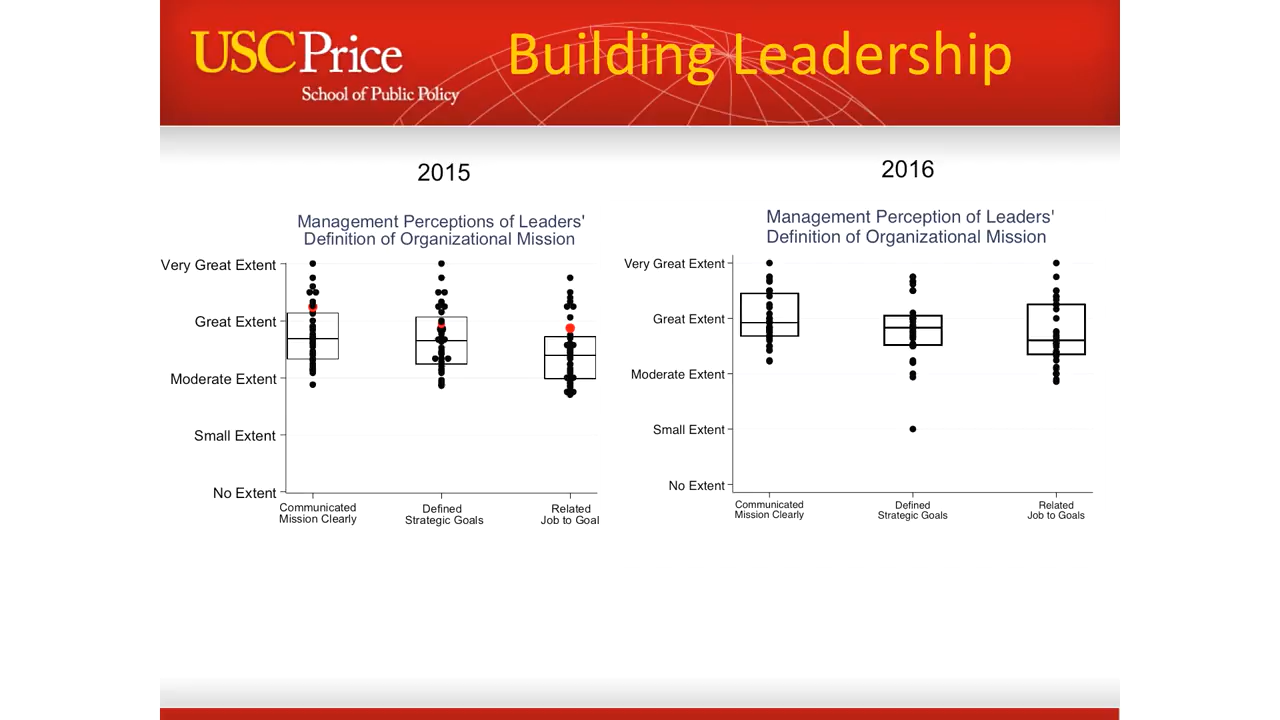 USCPrice
School of Public Policy
Building Leadership
2015
Management Perceptions of Leaders'
Definition of Organizational Mission
Very Great Extent
Great Extent
Moderate Extent
Small Extent
No Extent
Communicated
Mission Clearly
Defined
Strategic Goals
Related
Job to Goal
2016
Management Perception of Leaders'
Definition of Organizational Mission
Very Great Extent
Great Extent
Moderate Extent
Small Extent
No Extent
Communicated
Mission Clearly
Defined
Strategic Goals
Related
Job to Goals